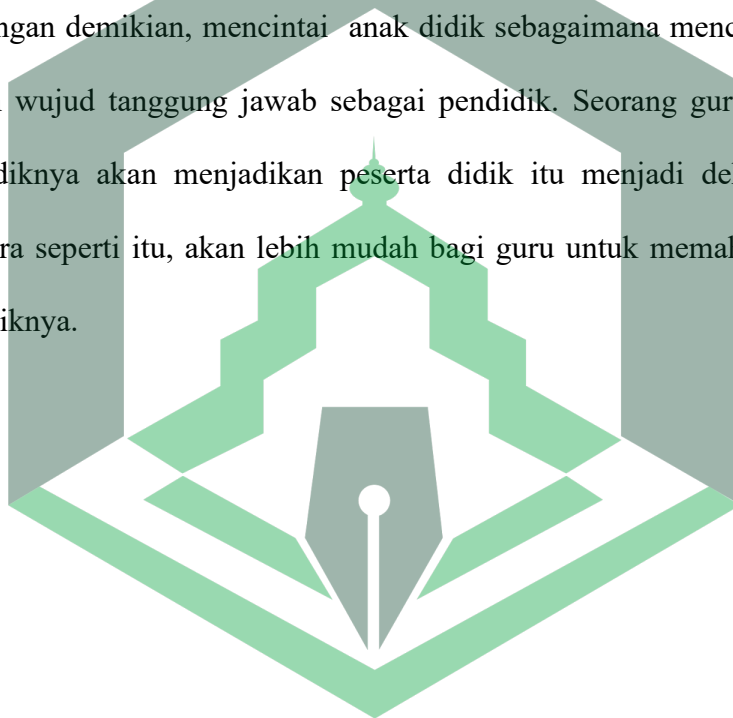 ngan demikian, mencintai anak didik sebagaimana menc
wujud tanggung jawab sebagai pendidik. Seorang gur
diknya akan menjadikan peserta didik itu menjadi de
ra seperti itu, akan lebih mudah bagi guru untuk mema
iknya.